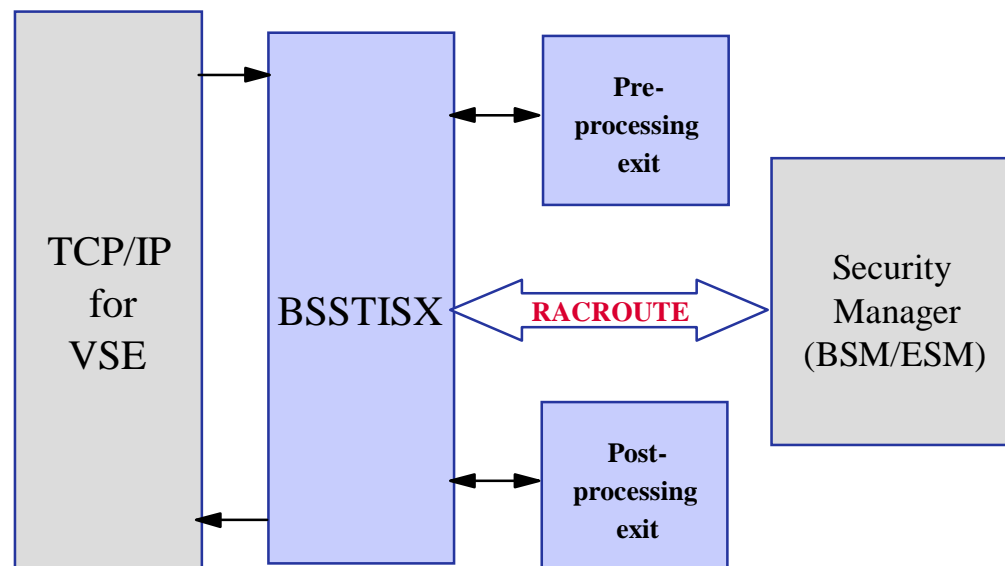 TCP/IP
for
VSE
BSSTISX
Pre-
processing
exit
RACROUTE
Post-
processing
exit
Security
Manager
(BSM/ESM)